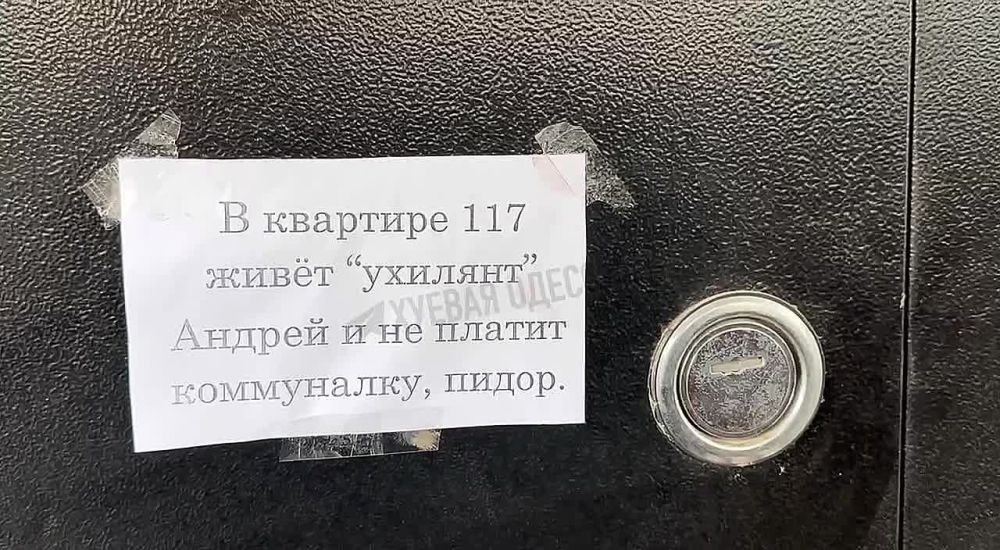 В квартире 117
живёт “ухилянт”
Андрей и не платит
коммуналку, пидор.
ХУЕВАЯ ОДЕС